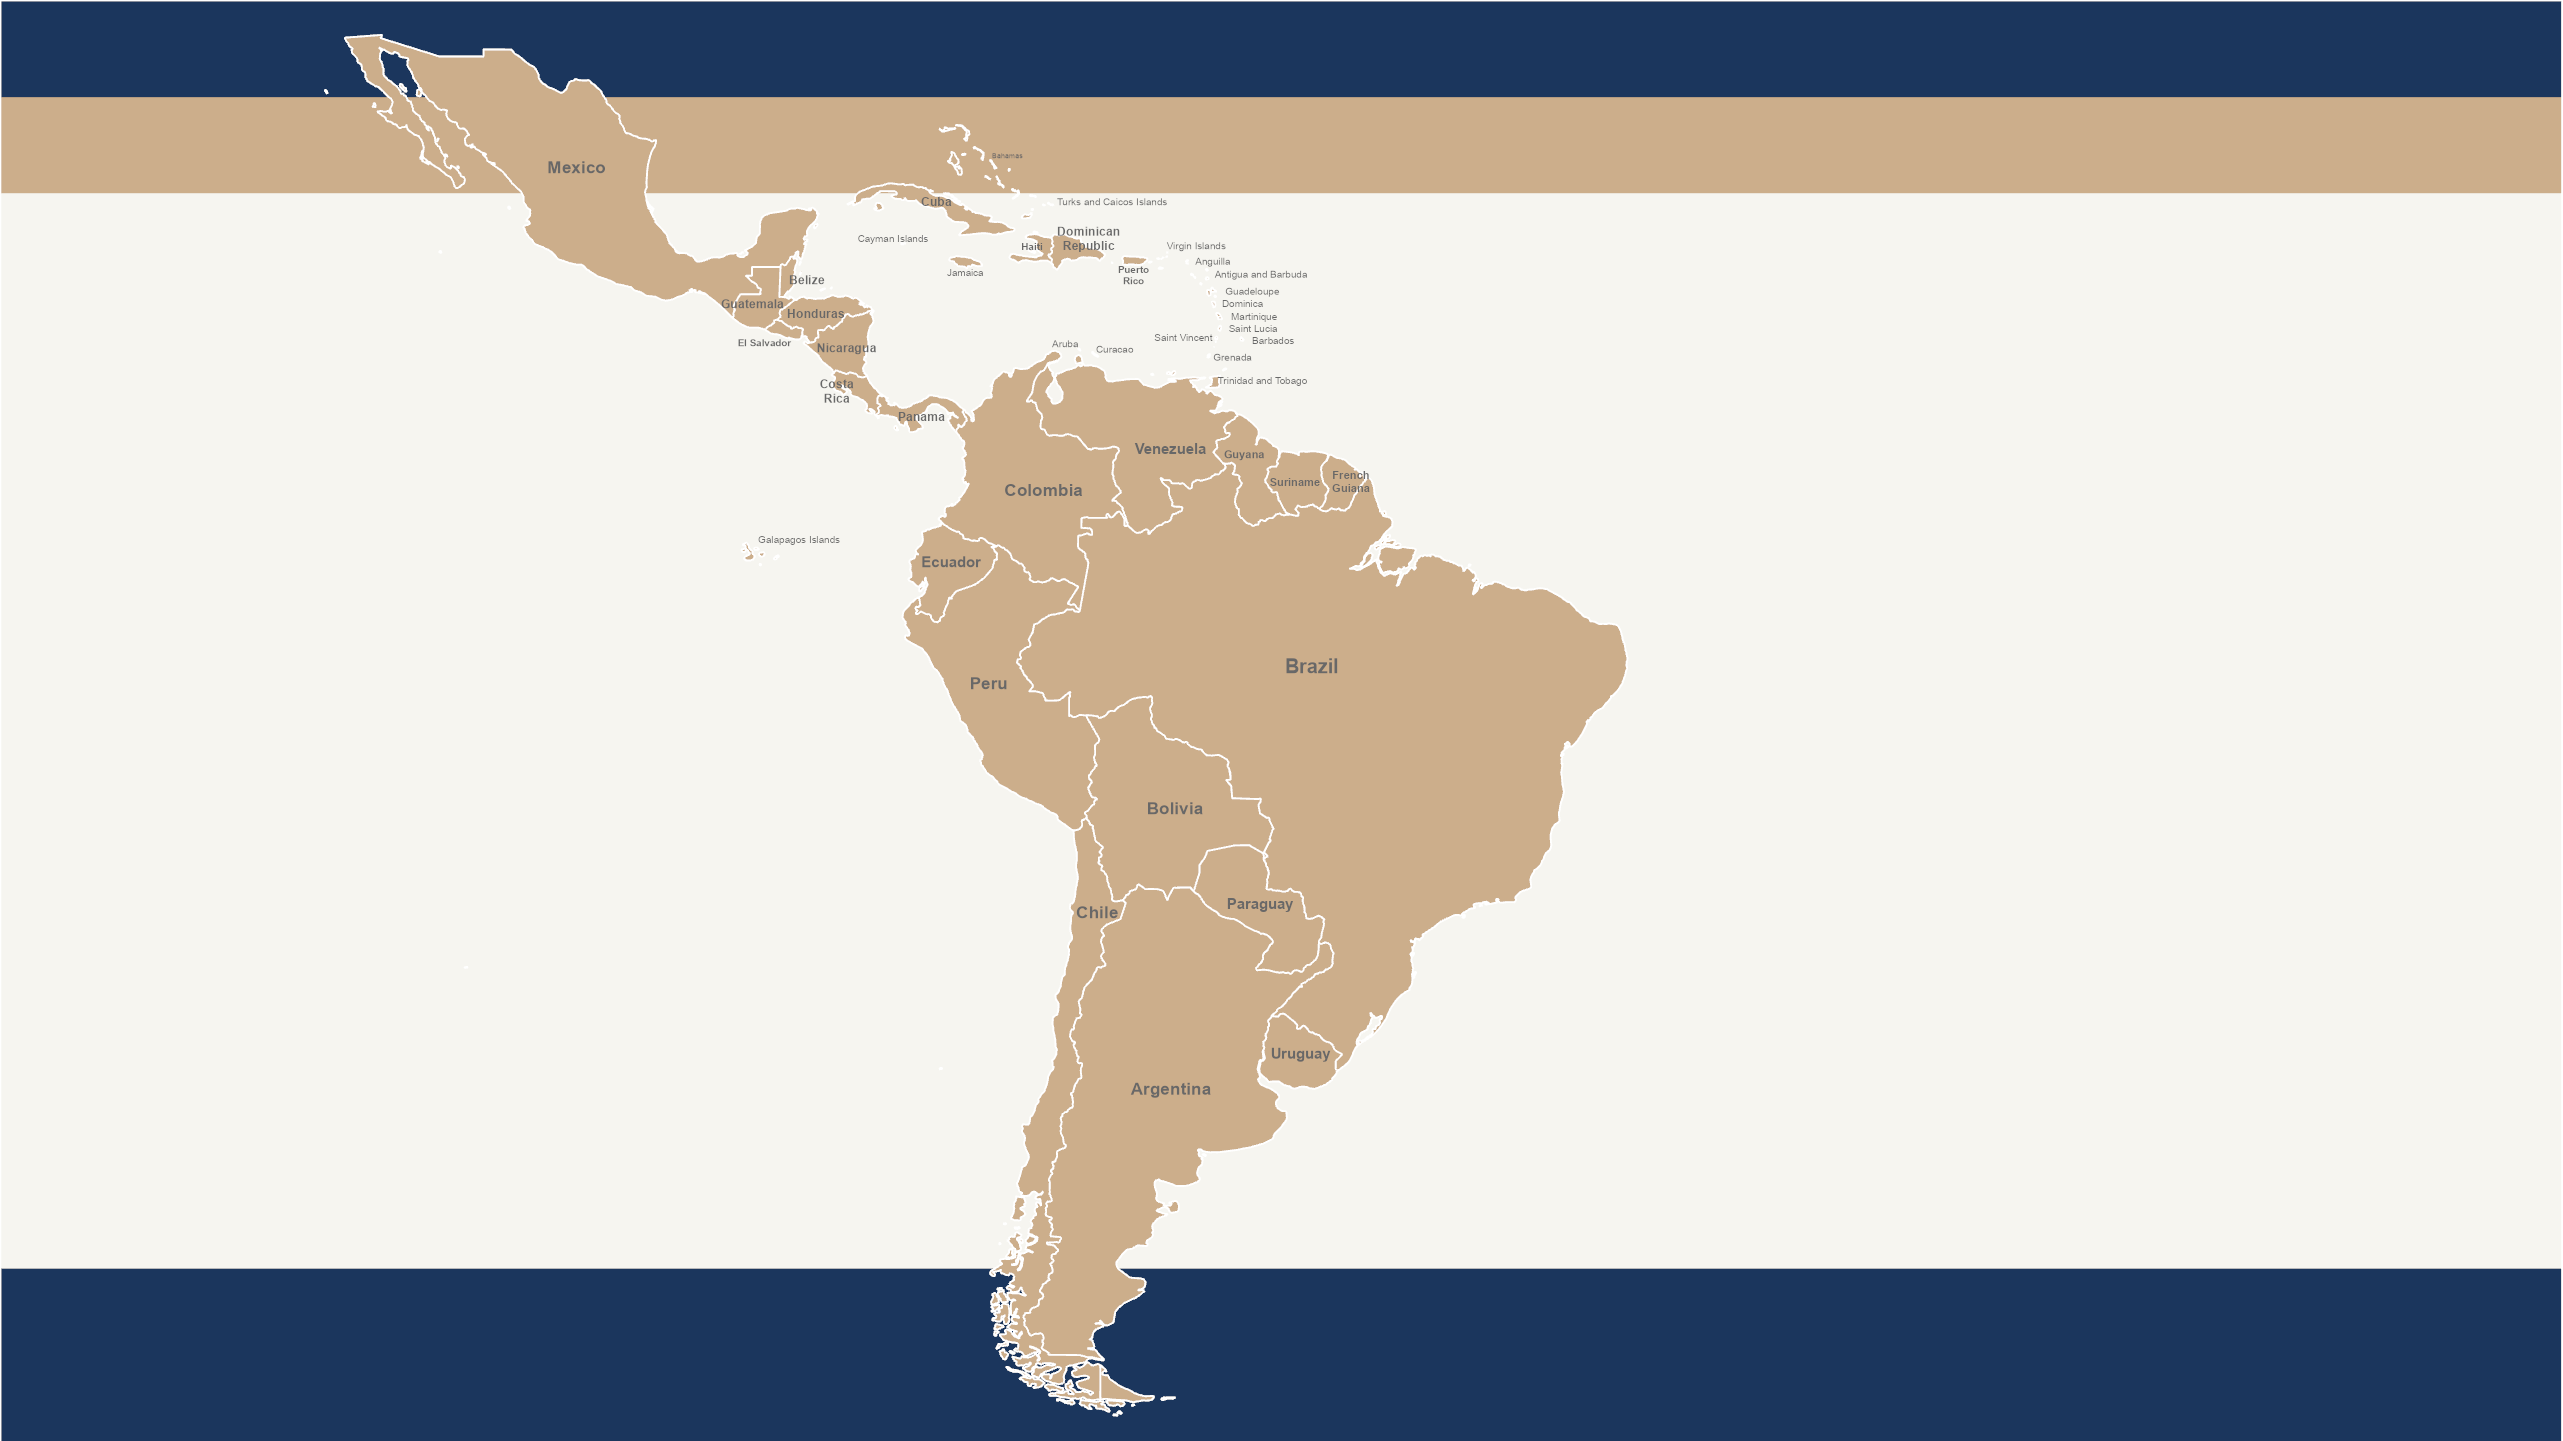 Bahamas
Mexico
Cuba
Turks and Caicos Islands
Cayman Islands
Haiti
Dominican
Republic
Virgin Islands
Jamaica
Puerto
Rico
Anguilla
Antigua and Barbuda
Belize
Guadeloupe
Guatemala
Dominica
Honduras
Martinique
Saint Lucia
El Salvador
Nicaragua
Saint Vincent
Barbados
Aruba
Curacao
Grenada
Costa
Rica
Trinidad and Tobago
Panama
Venezuela
Guyana
Colombia
Suriname
French
Guiana
Galapagos Islands
Ecuador
Brazil
Peru
Bolivia
Paraguay
Chile
Uruguay
Argentina